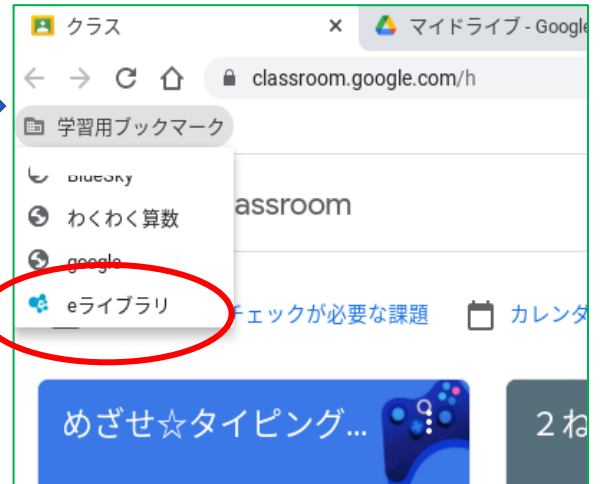 クラス
マイドライブ - Google
classroom.google.com/h
学習用ブックマーク
BlueSky
わくわく算数
assroom
google
eライブラリ
チェックが必要な課題
カレンダ
めざせ☆タイピング...
2ね